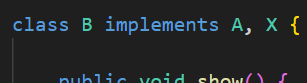 class B implements A, X {
public void show() {